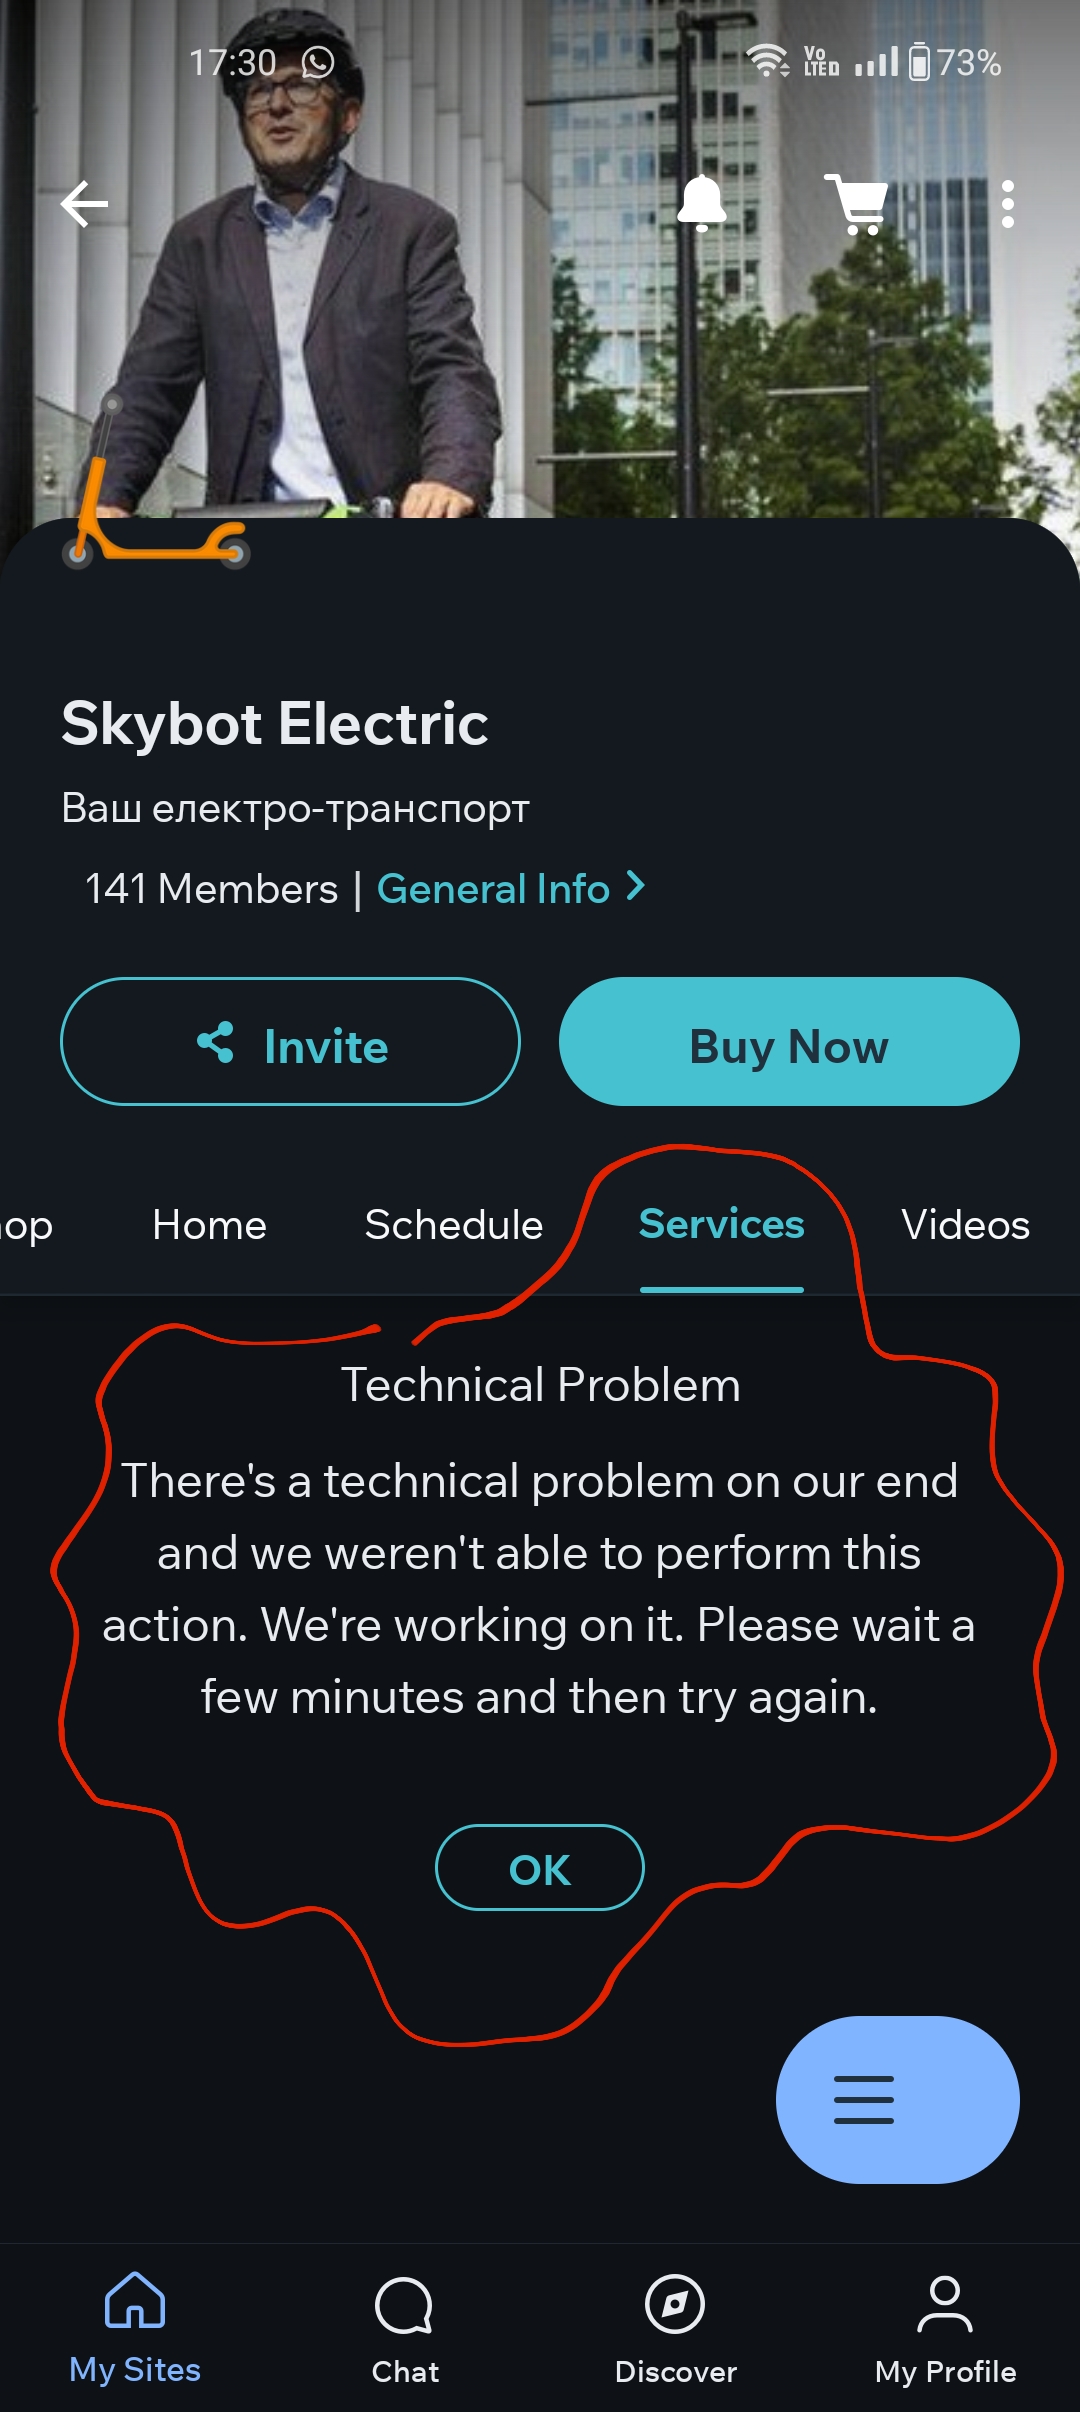 17:30 Vo LTED 73%
Skybot Electric
Ваш електро-транспорт
141 Members | General Info
Invite
Buy Now
op Home Schedule Services Videos
Technical Problem
There's a technical problem on our end
and we weren't able to perform this
action. We're working on it. Please wait a
few minutes and then try again.
OK
My Sites Chat Discover My Profile